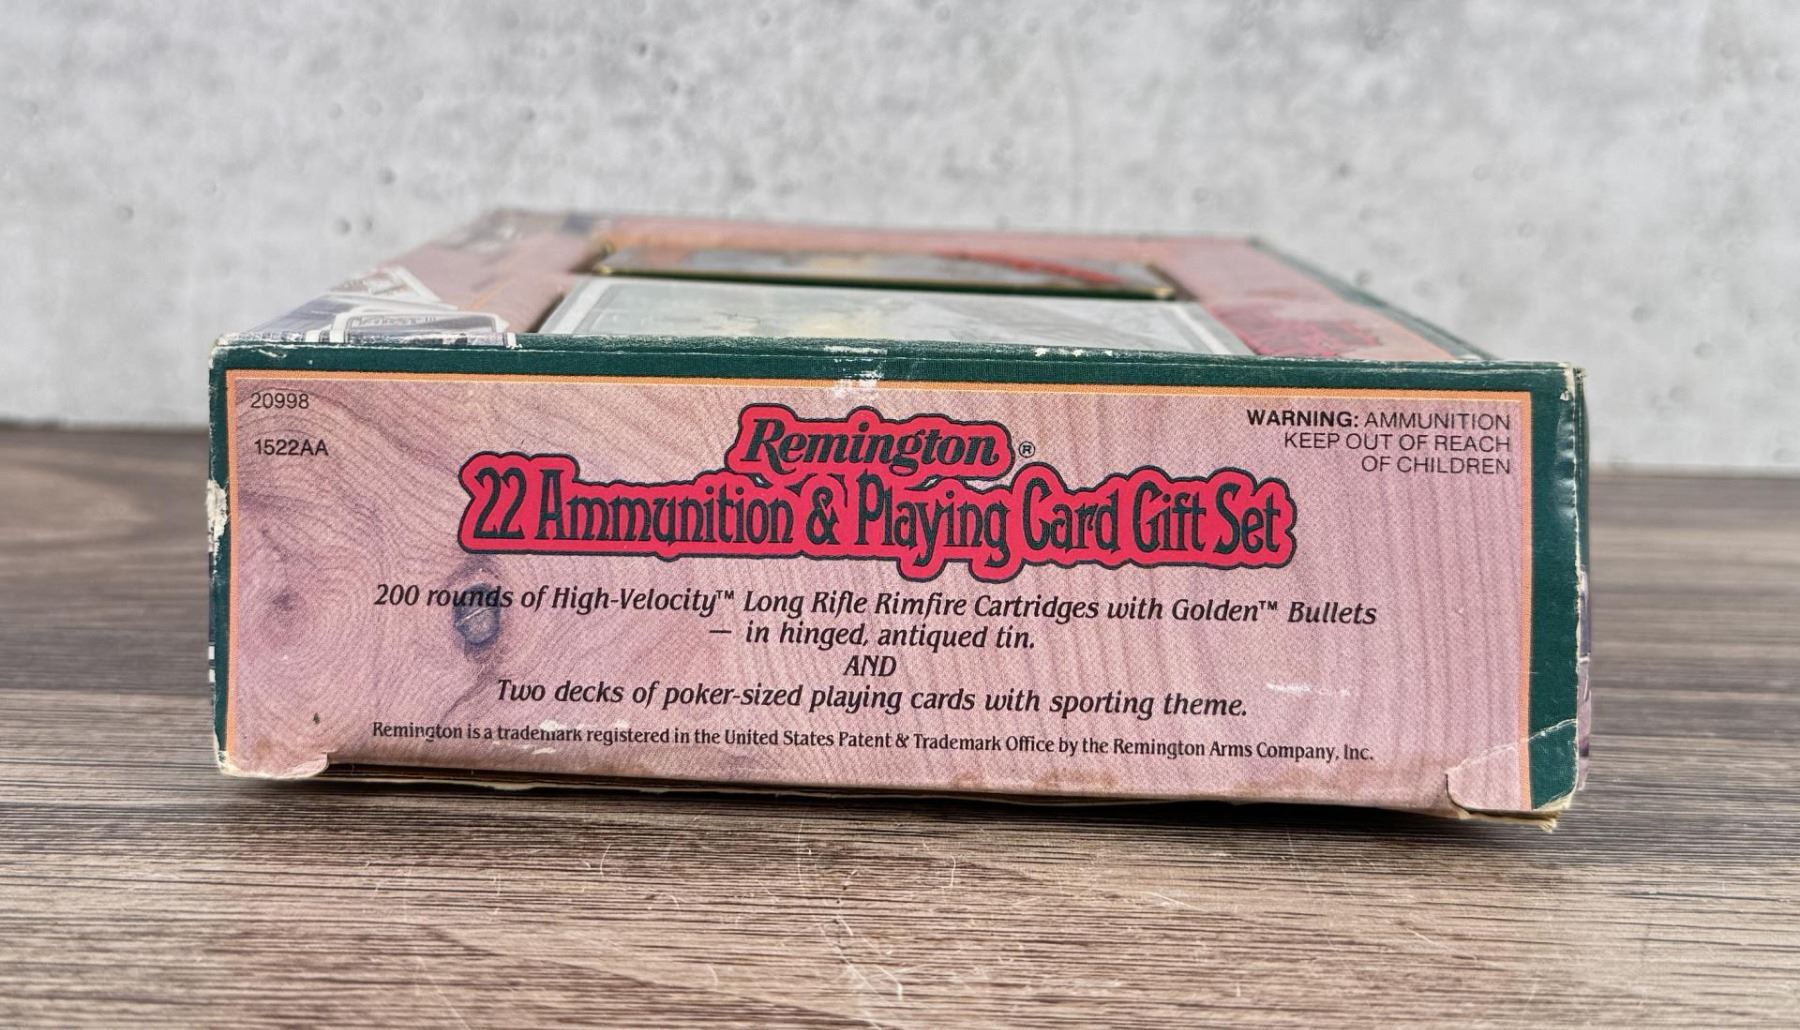 20998
1522AA
WARNING: AMMUNITION
KEEP OUT OF REACH
OF CHILDREN
Remington®
22 Ammunition & Playing Card Gift Set
200 rounds of High-Velocity™ Long Rifle Rimfire Cartridges with Golden™ Bullets
— in hinged, antiqued tin.
AND
Two decks of poker-sized playing cards with sporting theme.
Remington is a trademark registered in the United States Patent & Trademark Office by the Remington Arms Company, Inc.